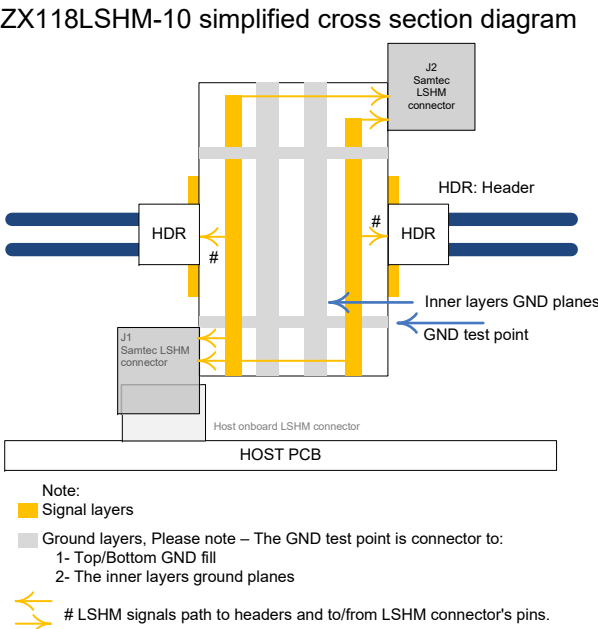 ZX118LSHM-10 simplified cross section diagram
J2
Samtec
LSHM
connector
HDR: Header
HDR
#
#
HDR
Inner layers GND planes
GND test point
J1
Samtec LSHM
connector
Host onboard LSHM connector
HOST PCB
Note:
Signal layers
Ground layers, Please note – The GND test point is connector to:
1- Top/Bottom GND fill
2- The inner layers ground planes
# LSHM signals path to headers and to/from LSHM connector's pins.